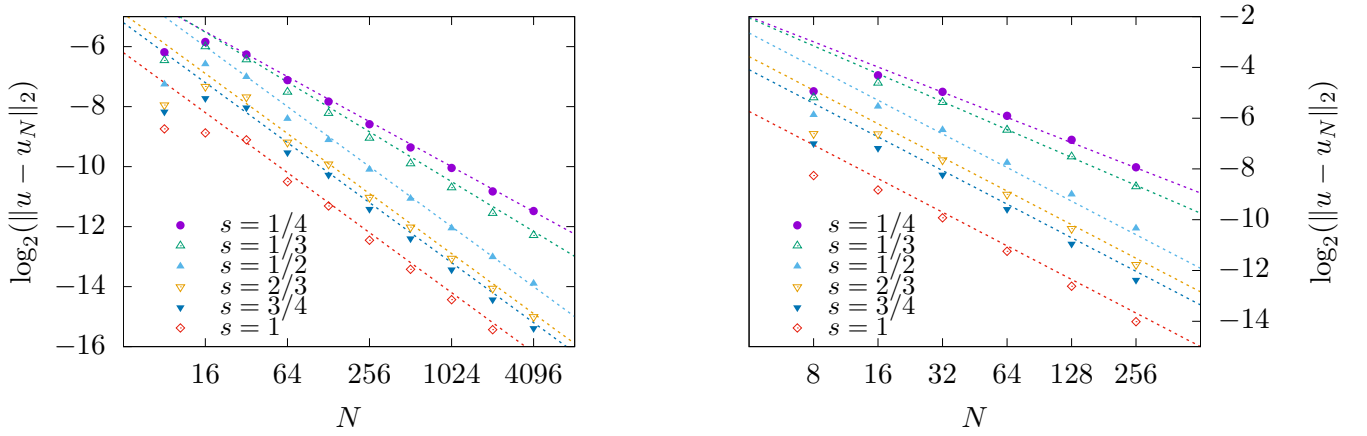 −6
−8
−10
−12
−14
−16
log₂(‖u − u_N‖₂)
s = 1/4
s = 1/3
s = 1/2
s = 2/3
s = 3/4
s = 1
16 64 256 1024 4096
N
−2
−4
−6
−8
−10
−12
−14
log₂(‖u − u_N‖₂)
s = 1/4
s = 1/3
s = 1/2
s = 2/3
s = 3/4
s = 1
8 16 32 64 128 256
N